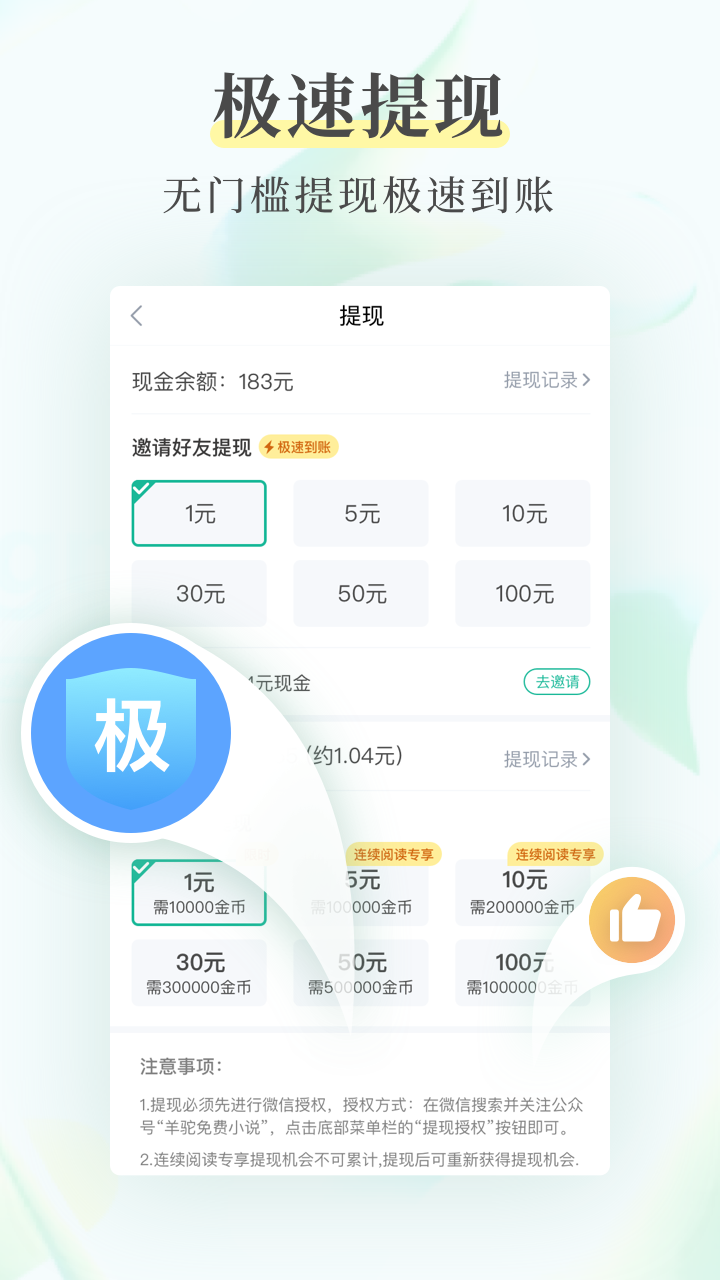 极速提现
无门槛提现极速到账
提现
现金余额：183元
提现记录
邀请好友提现
极速到账
1元
5元
10元
30元
50元
100元
1元现金
去邀请
极
(约1.04元)
提现记录
连续阅读专享
连续阅读专享
1元
5元
10元
需10000金币
需100000金币
需200000金币
30元
50元
100元
需300000金币
需500000金币
需1000000金币
注意事项：
1.提现必须先进行微信授权，授权方式：在微信搜索并关注公众
号“羊驼免费小说”，点击底部菜单栏的“提现授权”按钮即可。
2.连续阅读专享提现机会不可累计,提现后可重新获得提现机会.